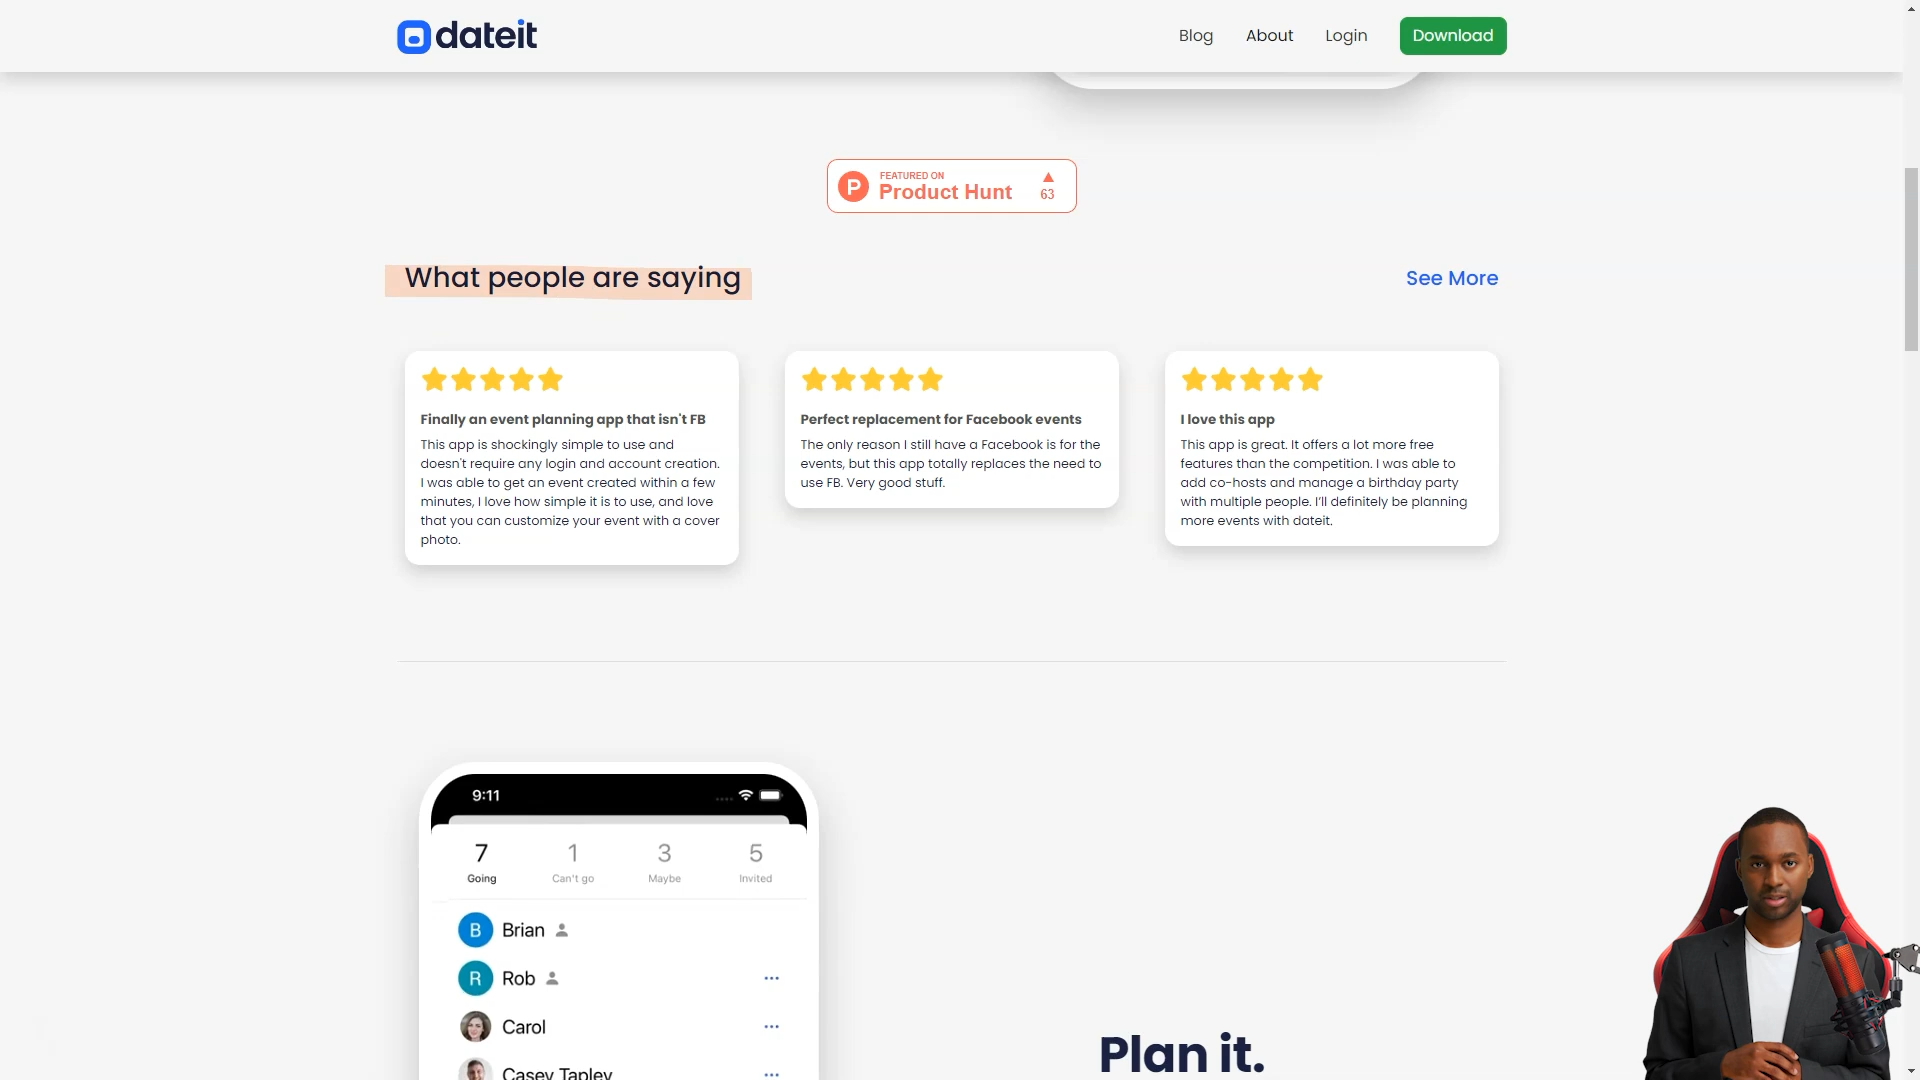 dateit
Blog
About
Login
Download
FEATURED ON
Product Hunt
63
What people are saying
See More
Finally an event planning app that isn't FB
This app is shockingly simple to use and
doesn't require any login and account creation.
I was able to get an event created within a few
minutes, I love how simple it is to use, and love
that you can customize your event with a cover
photo.
Perfect replacement for Facebook events
The only reason I still have a Facebook is for the
events, but this app totally replaces the need to
use FB. Very good stuff.
I love this app
This app is great. It offers a lot more free
features than the competition. I was able to
add co-hosts and manage a birthday party
with multiple people. I’ll definitely be planning
more events with dateit.
9:11
7
Going
1
Can't go
3
Maybe
5
Invited
B
Brian
R
Rob
Carol
Casey Tapley
Plan it.